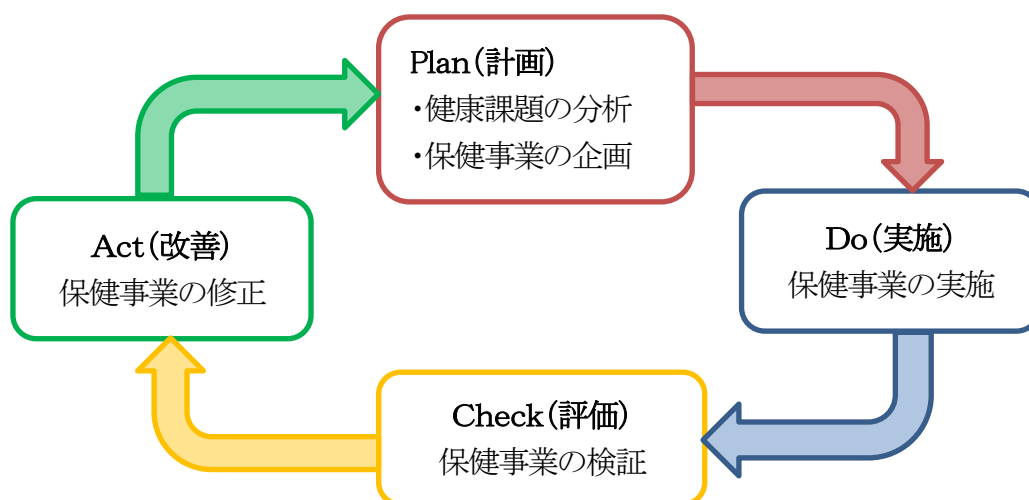 Plan(計画)
・健康課題の分析
・保健事業の企画
Do(実施)
保健事業の実施
Check(評価)
保健事業の検証
Act(改善)
保健事業の修正